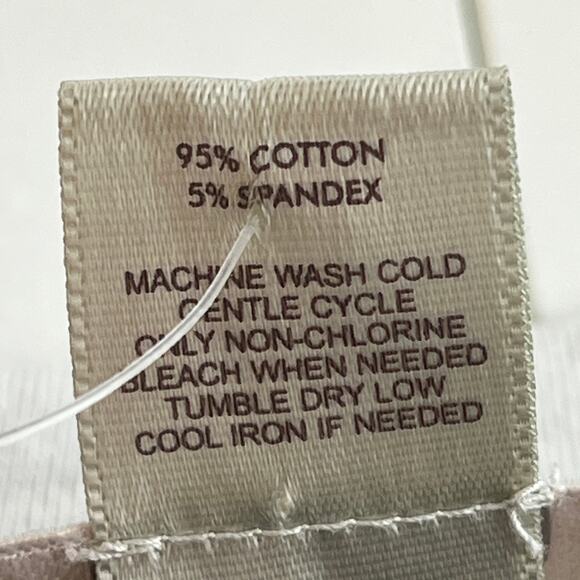 95% COTTON
5% SPANDEX
MACHINE WASH COLD
GENTLE CYCLE
ONLY NON-CHLORINE
BLEACH WHEN NEEDED
TUMBLE DRY LOW
COOL IRON IF NEEDED